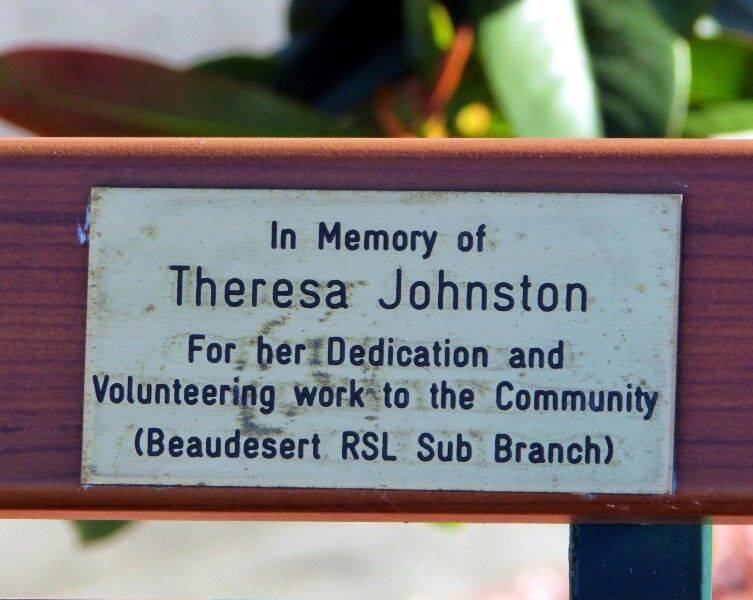 In Memory of
Theresa Johnston
For her Dedication and
Volunteering work to the Community
(Beaudesert RSL Sub Branch)